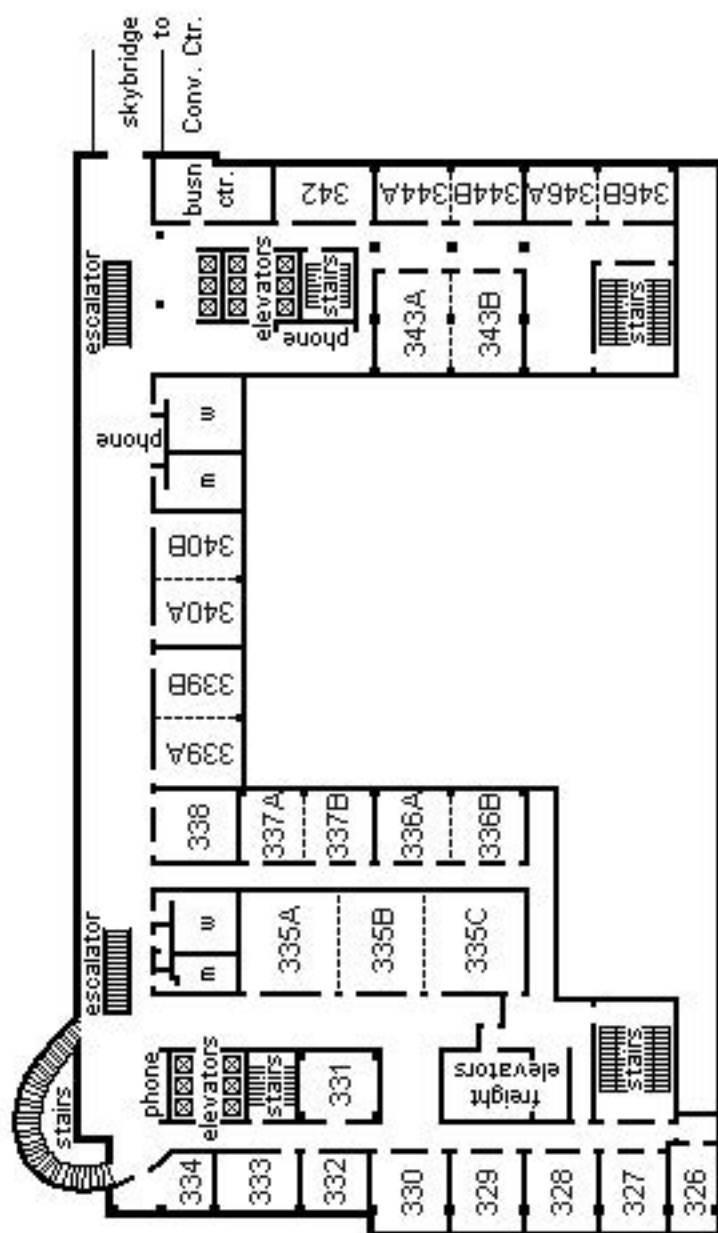 skybridge
to
Conv. Ctr.
busn
ctr.
342
344A
344B
346A
346B
escalator
elevators
stairs
phone
343A
343B
stairs
phone
m
m
340B
340A
339B
339A
338
337A
337B
336A
336B
escalator
m
m
335A
335B
335C
stairs
phone
elevators
stairs
331
freight
elevators
stairs
334
333
332
330
329
328
327
326